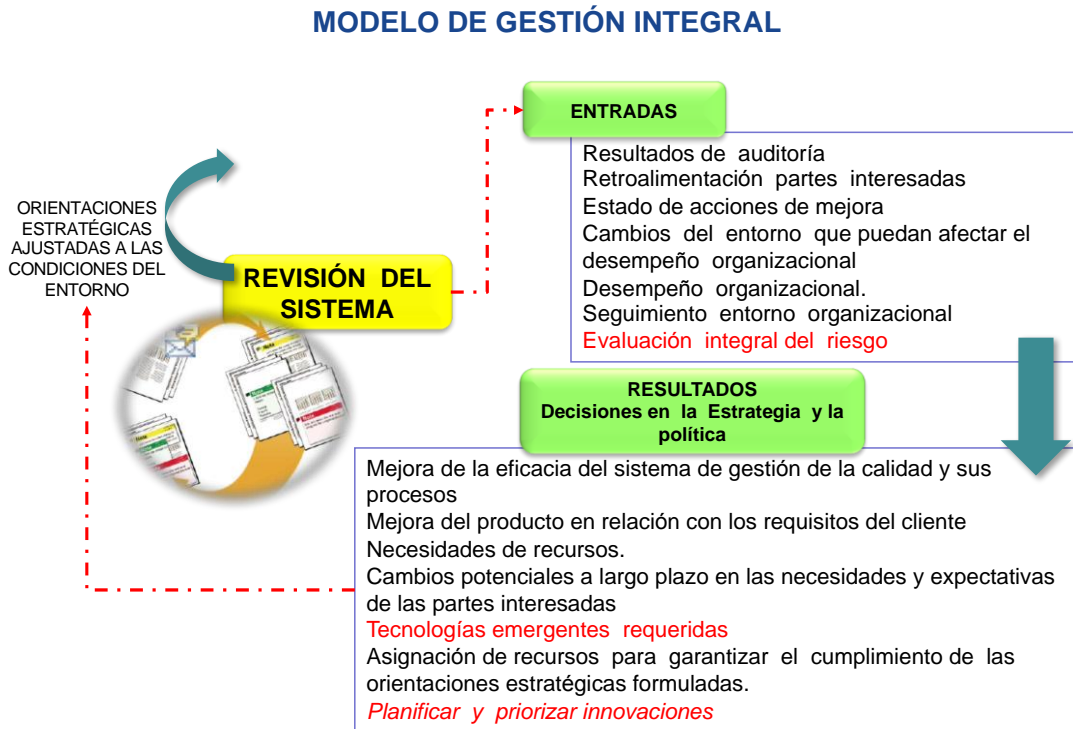 MODELO DE GESTIÓN INTEGRAL
ENTRADAS
Resultados de auditoría
Retroalimentación partes interesadas
Estado de acciones de mejora
Cambios del entorno que puedan afectar el
desempeño organizacional
Desempeño organizacional.
Seguimiento entorno organizacional
Evaluación integral del riesgo
ORIENTACIONES
ESTRATÉGICAS
AJUSTADAS A LAS
CONDICIONES DEL
ENTORNO
REVISIÓN DEL
SISTEMA
RESULTADOS
Decisiones en la Estrategia y la
política
Mejora de la eficacia del sistema de gestión de la calidad y sus
procesos
Mejora del producto en relación con los requisitos del cliente
Necesidades de recursos.
Cambios potenciales a largo plazo en las necesidades y expectativas
de las partes interesadas
Tecnologías emergentes requeridas
Asignación de recursos para garantizar el cumplimiento de las
orientaciones estratégicas formuladas.
Planificar y priorizar innovaciones